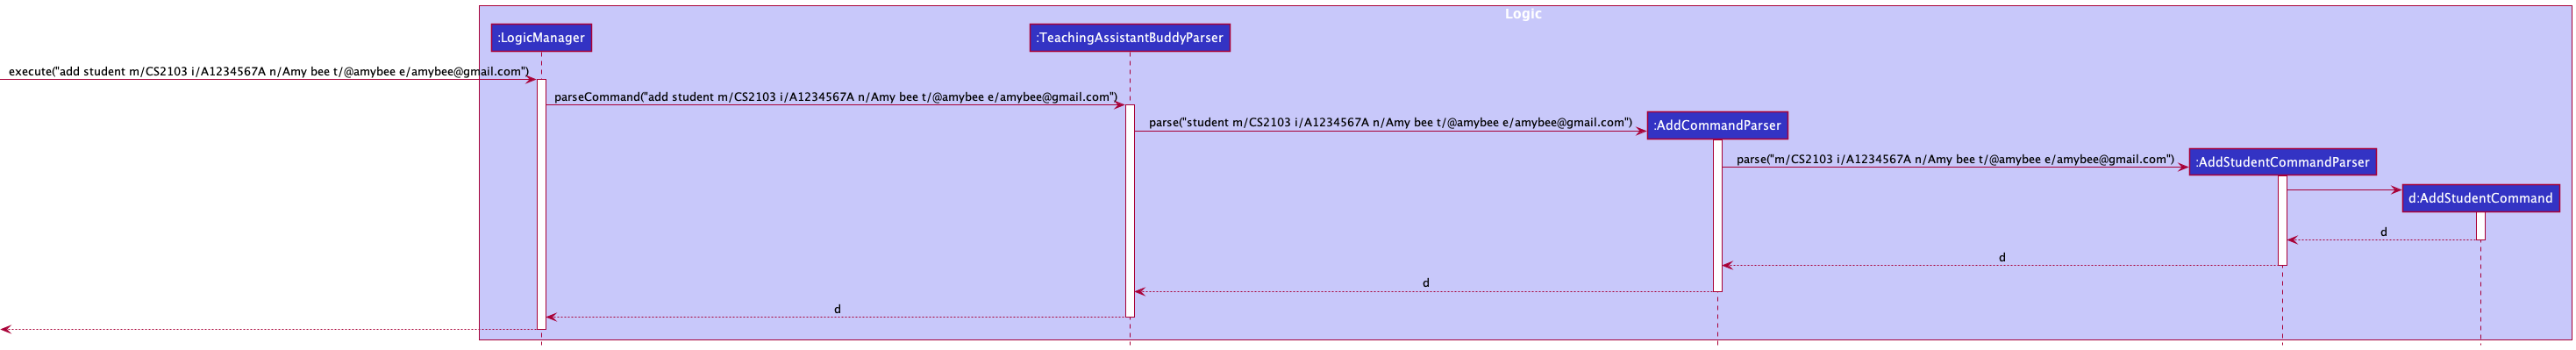 Logic
:LogicManager
:TeachingAssistantBuddyParser
execute("add student m/CS2103 i/A1234567A n/Amy bee t/@amybee e/amybee@gmail.com")
parseCommand("add student m/CS2103 i/A1234567A n/Amy bee t/@amybee e/amybee@gmail.com")
parse("student m/CS2103 i/A1234567A n/Amy bee t/@amybee e/amybee@gmail.com")
:AddCommandParser
parse("m/CS2103 i/A1234567A n/Amy bee t/@amybee e/amybee@gmail.com")
:AddStudentCommandParser
d:AddStudentCommand
d
d
d
d